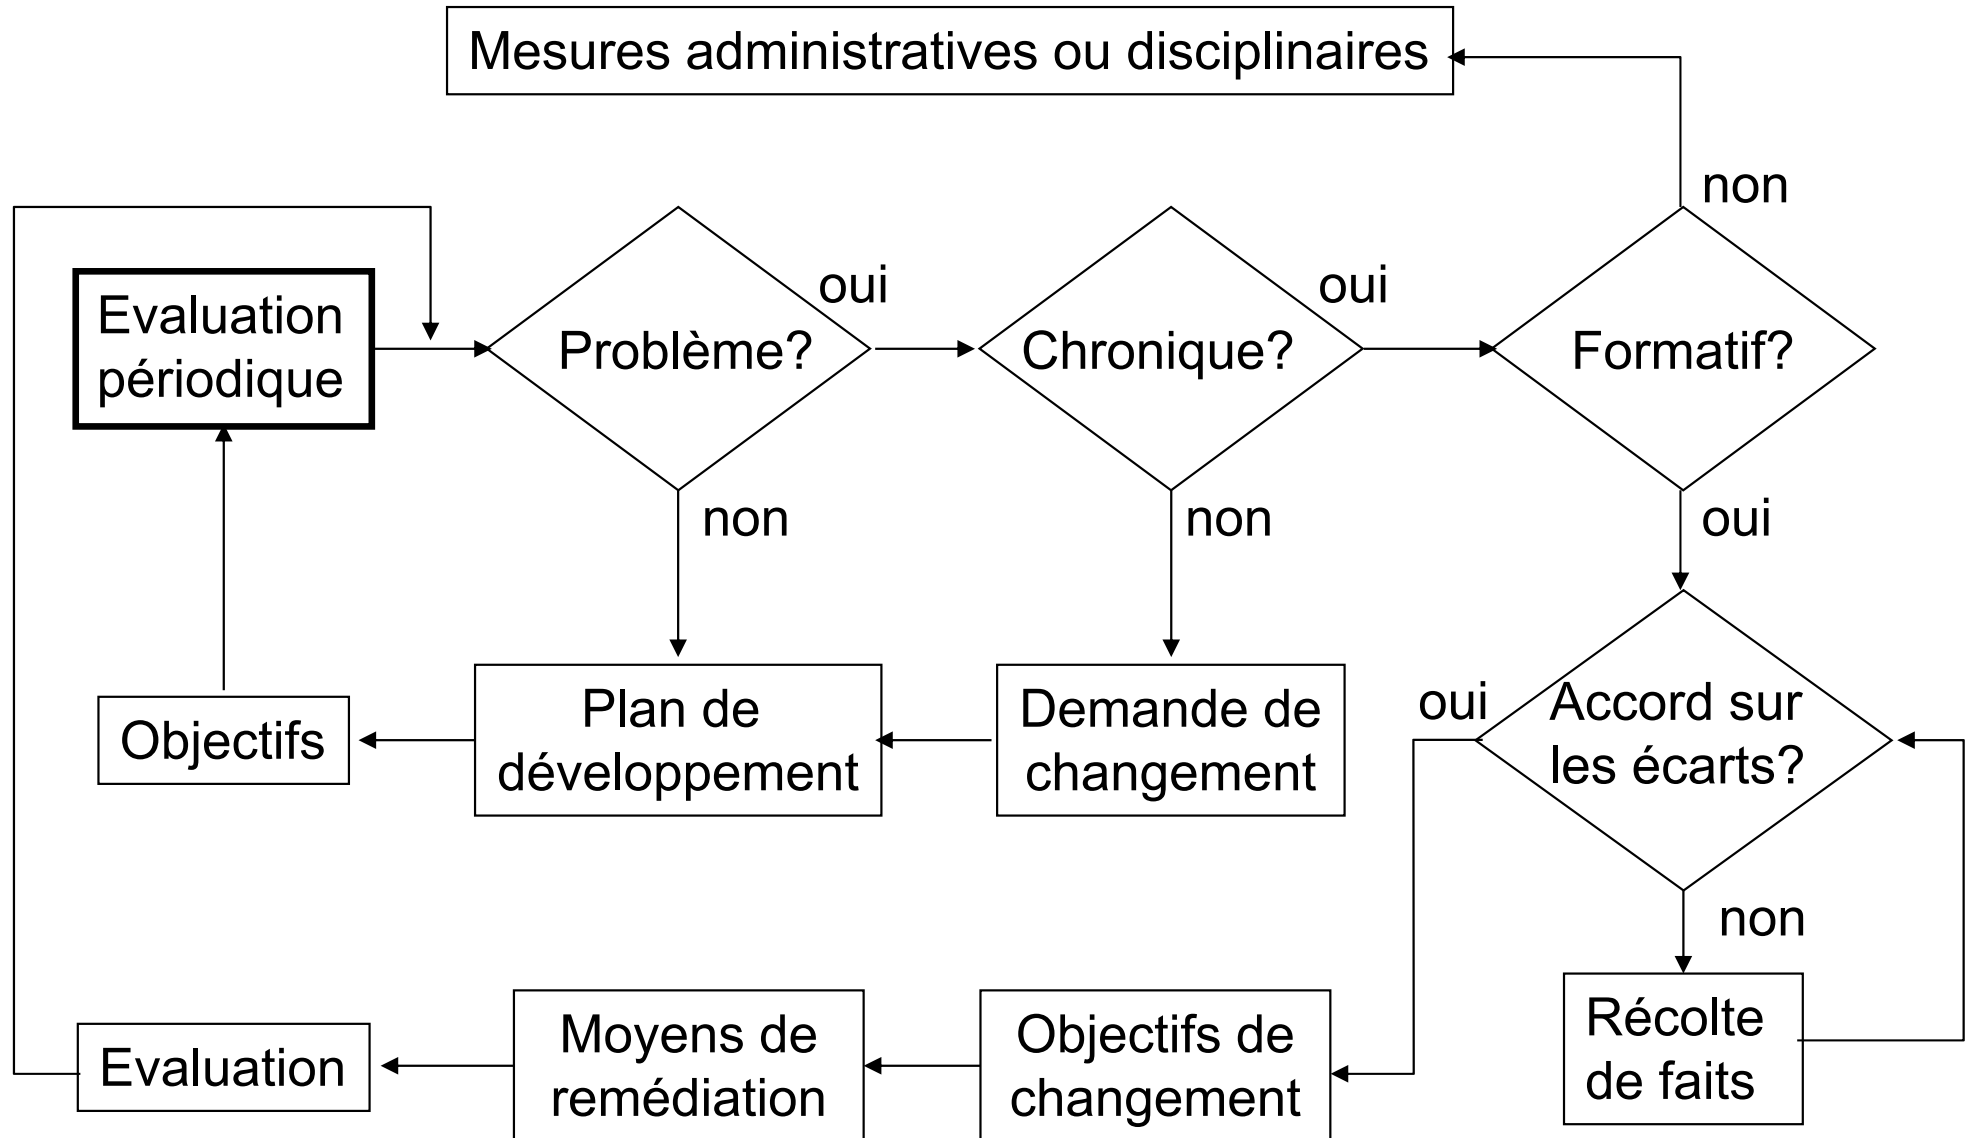 Mesures administratives ou disciplinaires
non
Evaluation
périodique
Problème?
oui
Chronique?
oui
Formatif?
non
non
oui
Objectifs
Plan de
développement
Demande de
changement
oui
Accord sur
les écarts?
non
Evaluation
Moyens de
remédiation
Objectifs de
changement
Récolte
de faits